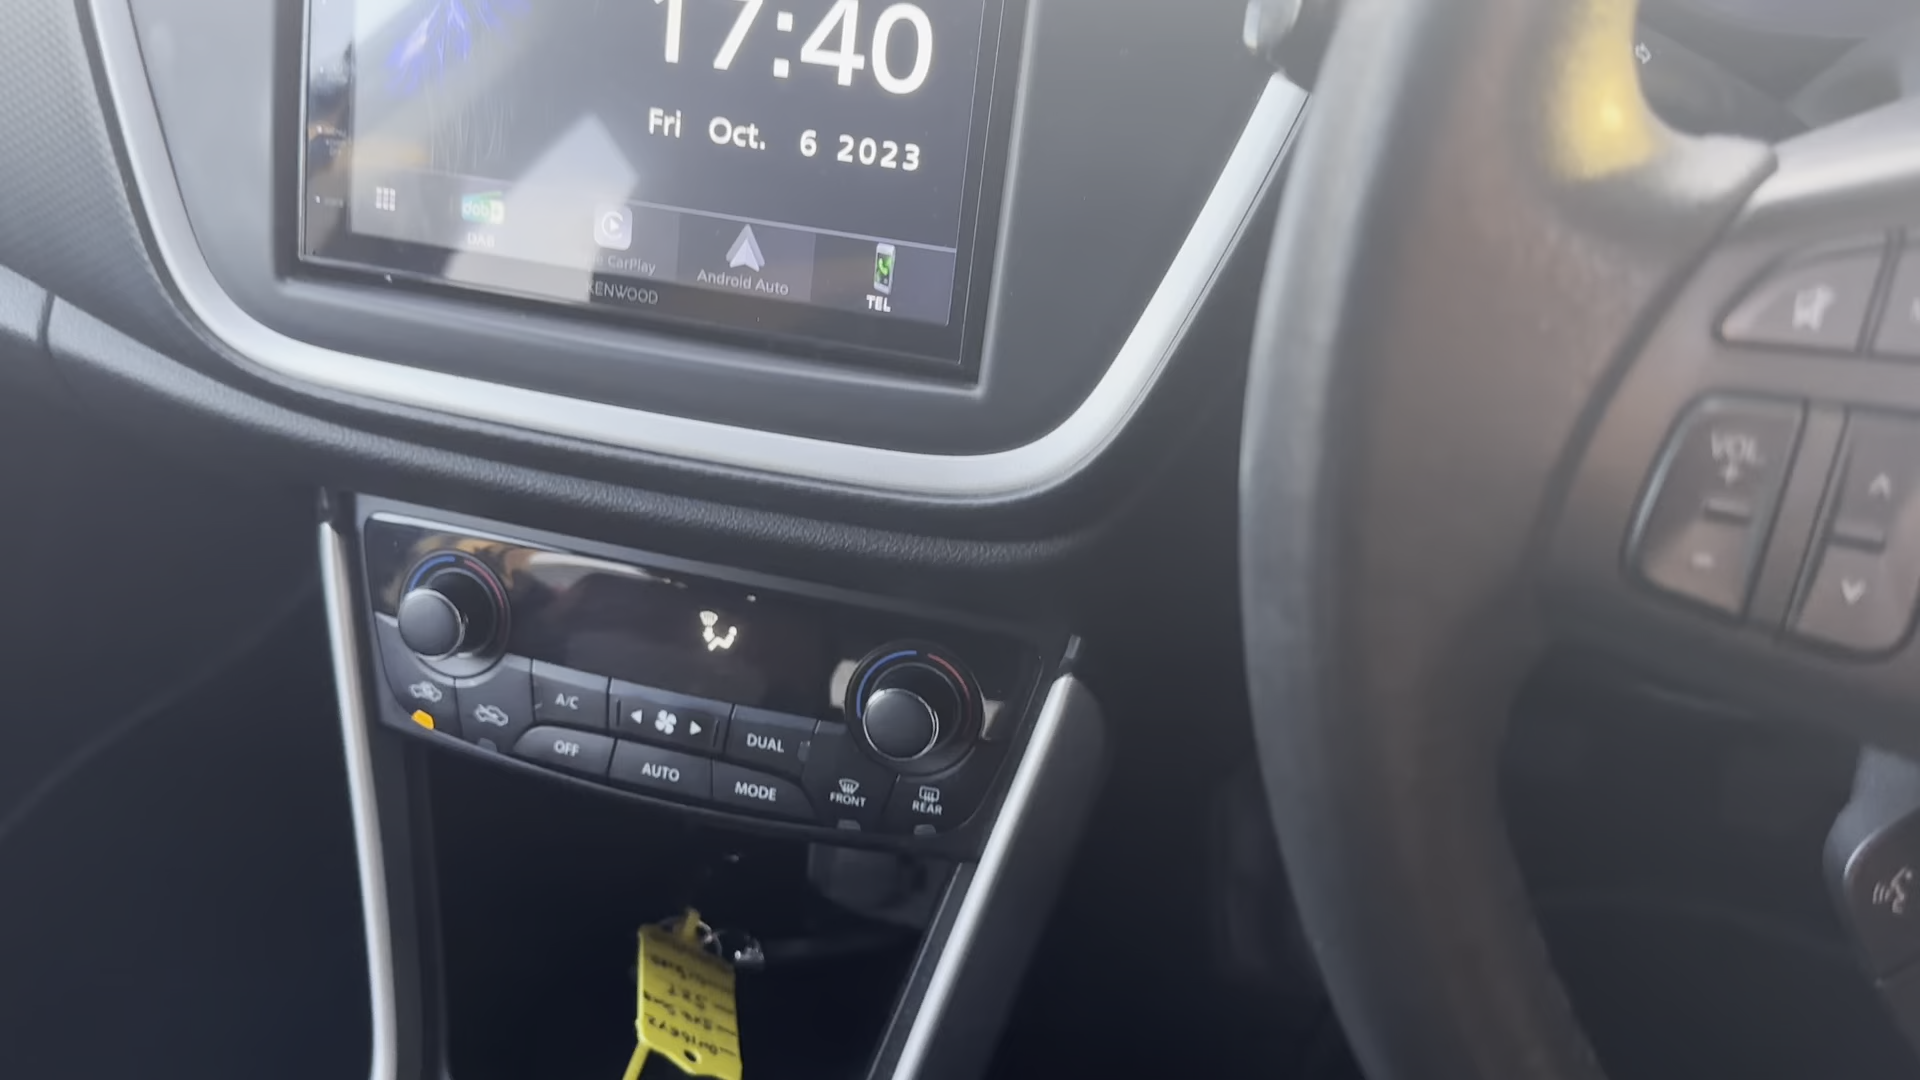 17:40
Fri Oct. 6 2023
dab+
DAB
CarPlay
Android Auto
TEL
KENWOOD
VOL
+
-
A/C
OFF
AUTO
DUAL
MODE
FRONT
REAR